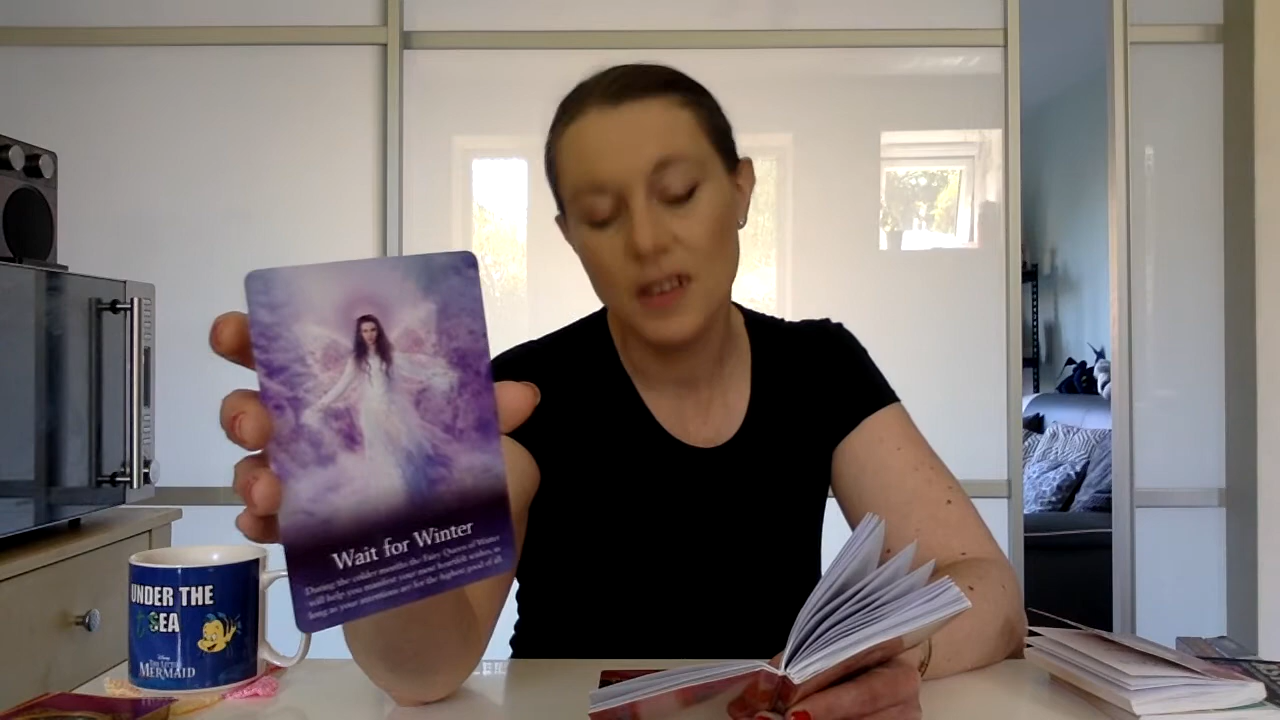 Wait for Winter
During the colder months the Fairy Queen of Winter
will help you manifest your most heartfelt wishes, as
long as your intentions are for the highest good of all.
UNDER THE
SEA
Disney
THE LITTLE
MERMAID